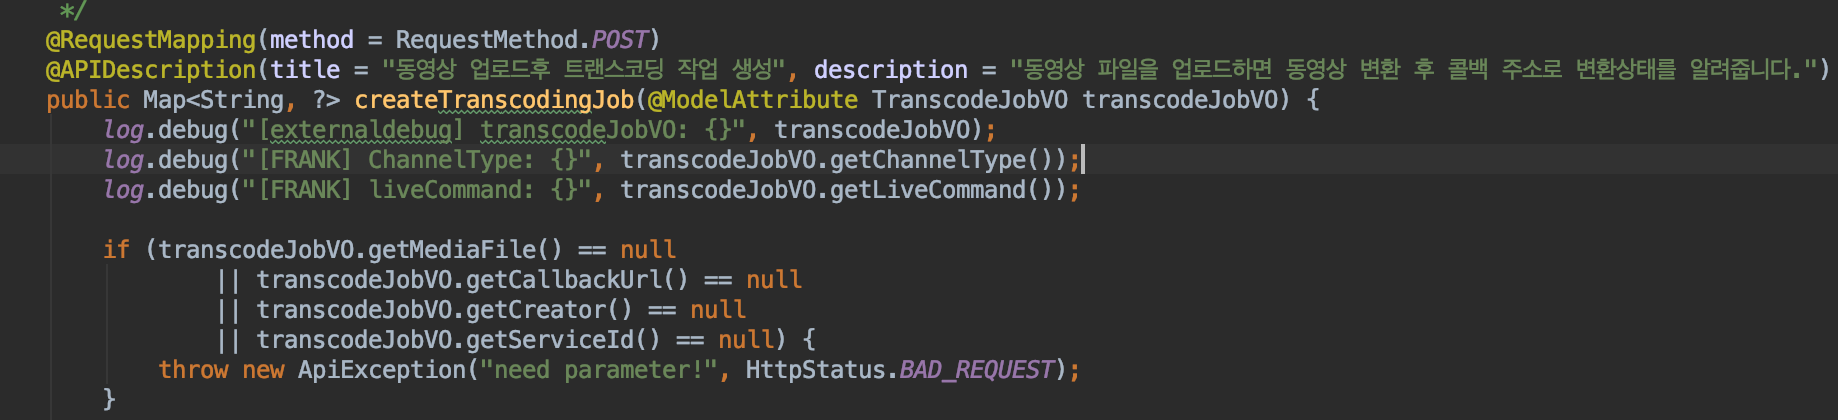 */
@RequestMapping(method = RequestMethod.POST)
@APIDescription(title = "동영상 업로드후 트랜스코딩 작업 생성", description = "동영상 파일을 업로드하면 동영상 변환 후 콜백 주소로 변환상태를 알려줍니다.")
public Map<String, ?> createTranscodingJob(@ModelAttribute TranscodeJobVO transcodeJobVO) {
log.debug("[externaldebug] transcodeJobVO: {}", transcodeJobVO);
log.debug("[FRANK] ChannelType: {}", transcodeJobVO.getChannelType());
log.debug("[FRANK] liveCommand: {}", transcodeJobVO.getLiveCommand());
if (transcodeJobVO.getMediaFile() == null
|| transcodeJobVO.getCallbackUrl() == null
|| transcodeJobVO.getCreator() == null
|| transcodeJobVO.getServiceId() == null) {
throw new ApiException("need parameter!", HttpStatus.BAD_REQUEST);
}